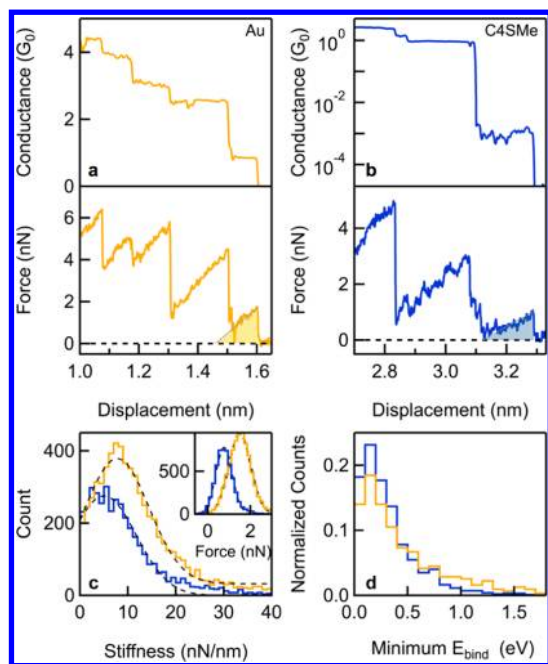 Au
Conductance (G0)
4
2
0
a
C4SMe
Conductance (G0)
10^0
10^-2
10^-4
b
Force (nN)
6
4
2
0
1.0 1.2 1.4 1.6
Displacement (nm)
Force (nN)
4
2
0
2.8 3.0 3.2
Displacement (nm)
Count
400
200
0
c
500
0
0 2
Force (nN)
0 10 20 30 40
Stiffness (nN/nm)
Normalized Counts
0.2
0.1
0.0
d
0.0 0.5 1.0 1.5
Minimum Ebind (eV)